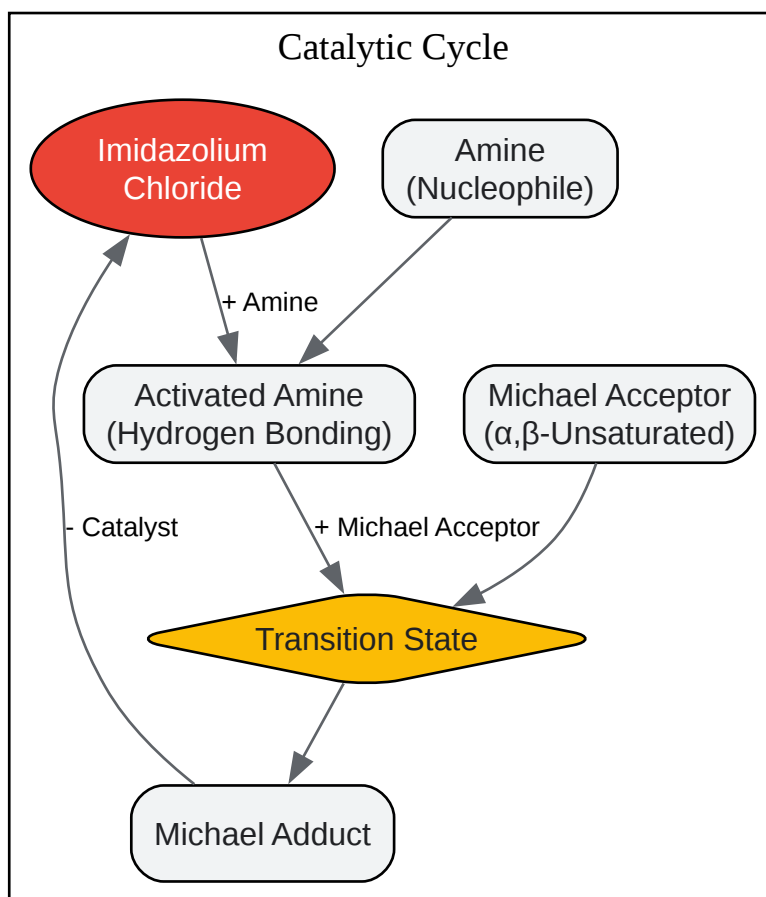 Catalytic Cycle
Imidazolium
Chloride
Amine
(Nucleophile)
+ Amine
Activated Amine
(Hydrogen Bonding)
Michael Acceptor
(α,β-Unsaturated)
- Catalyst
+ Michael Acceptor
Transition State
Michael Adduct